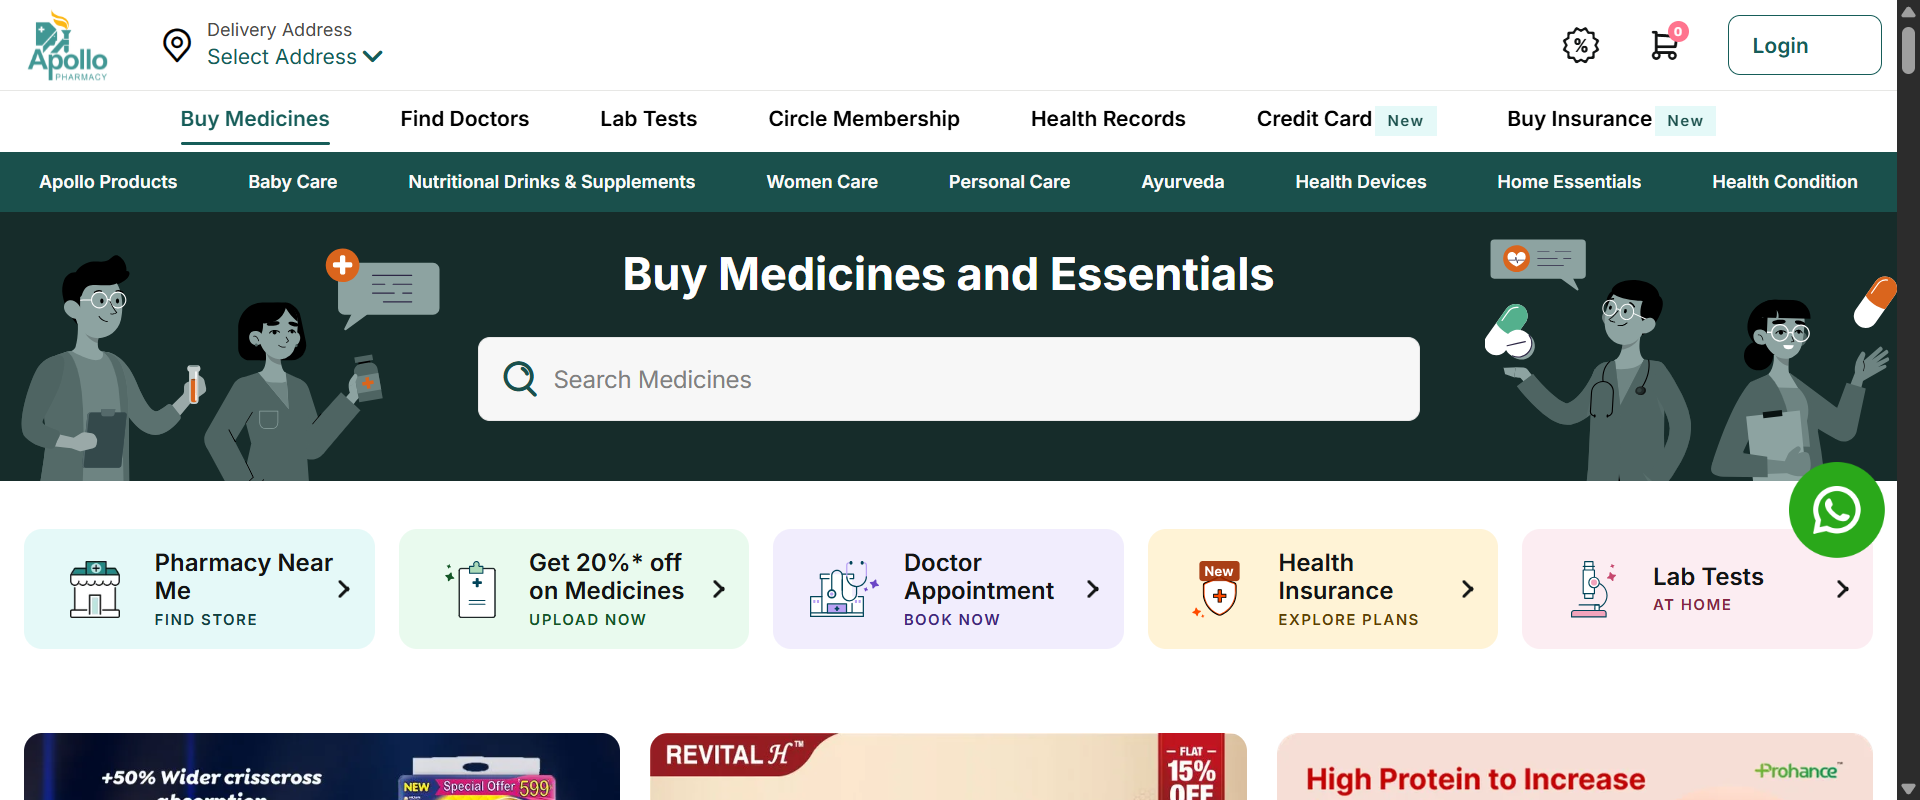 Apollo
PHARMACY
Delivery Address
Select Address
%
0
Login
Buy Medicines
Find Doctors
Lab Tests
Circle Membership
Health Records
Credit Card New
Buy Insurance New
Apollo Products
Baby Care
Nutritional Drinks & Supplements
Women Care
Personal Care
Ayurveda
Health Devices
Home Essentials
Health Condition
Buy Medicines and Essentials
Search Medicines
Pharmacy Near
Me
FIND STORE
Get 20%* off
on Medicines
UPLOAD NOW
Doctor
Appointment
BOOK NOW
New
Health
Insurance
EXPLORE PLANS
Lab Tests
AT HOME
+50% Wider crisscross
absorption
NEW
Special Offer 599
REVITAL H™
FLAT
15%
OFF
High Protein to Increase
Prohance™